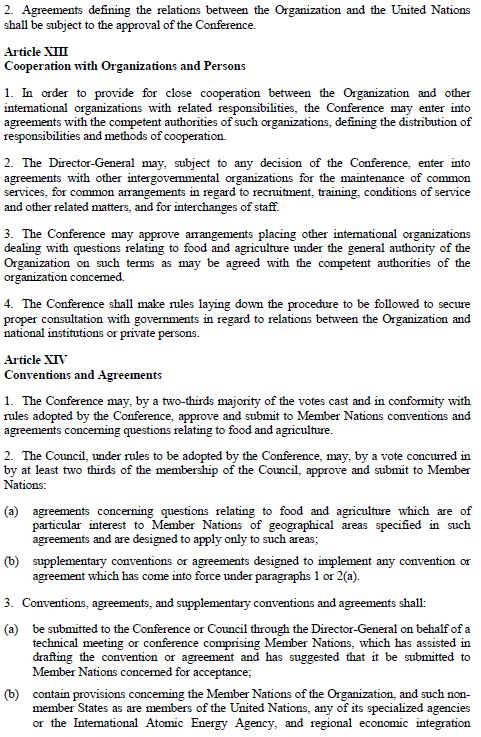 2. Agreements defining the relations between the Organization and the United Nations
shall be subject to the approval of the Conference.
Article XIII
Cooperation with Organizations and Persons
1. In order to provide for close cooperation between the Organization and other
international organizations with related responsibilities, the Conference may enter into
agreements with the competent authorities of such organizations, defining the distribution of
responsibilities and methods of cooperation.
2. The Director-General may, subject to any decision of the Conference, enter into
agreements with other intergovernmental organizations for the maintenance of common
services, for common arrangements in regard to recruitment, training, conditions of service
and other related matters, and for interchanges of staff.
3. The Conference may approve arrangements placing other international organizations
dealing with questions relating to food and agriculture under the general authority of the
Organization on such terms as may be agreed with the competent authorities of the
organization concerned.
4. The Conference shall make rules laying down the procedure to be followed to secure
proper consultation with governments in regard to relations between the Organization and
national institutions or private persons.
Article XIV
Conventions and Agreements
1. The Conference may, by a two-thirds majority of the votes cast and in conformity with
rules adopted by the Conference, approve and submit to Member Nations conventions and
agreements concerning questions relating to food and agriculture.
2. The Council, under rules to be adopted by the Conference, may, by a vote concurred in
by at least two thirds of the membership of the Council, approve and submit to Member
Nations:
(a) agreements concerning questions relating to food and agriculture which are of
particular interest to Member Nations of geographical areas specified in such
agreements and are designed to apply only to such areas;
(b) supplementary conventions or agreements designed to implement any convention or
agreement which has come into force under paragraphs 1 or 2(a).
3. Conventions, agreements, and supplementary conventions and agreements shall:
(a) be submitted to the Conference or Council through the Director-General on behalf of a
technical meeting or conference comprising Member Nations, which has assisted in
drafting the convention or agreement and has suggested that it be submitted to
Member Nations concerned for acceptance;
(b) contain provisions concerning the Member Nations of the Organization, and such non-
member States as are members of the United Nations, any of its specialized agencies
or the International Atomic Energy Agency, and regional economic integration